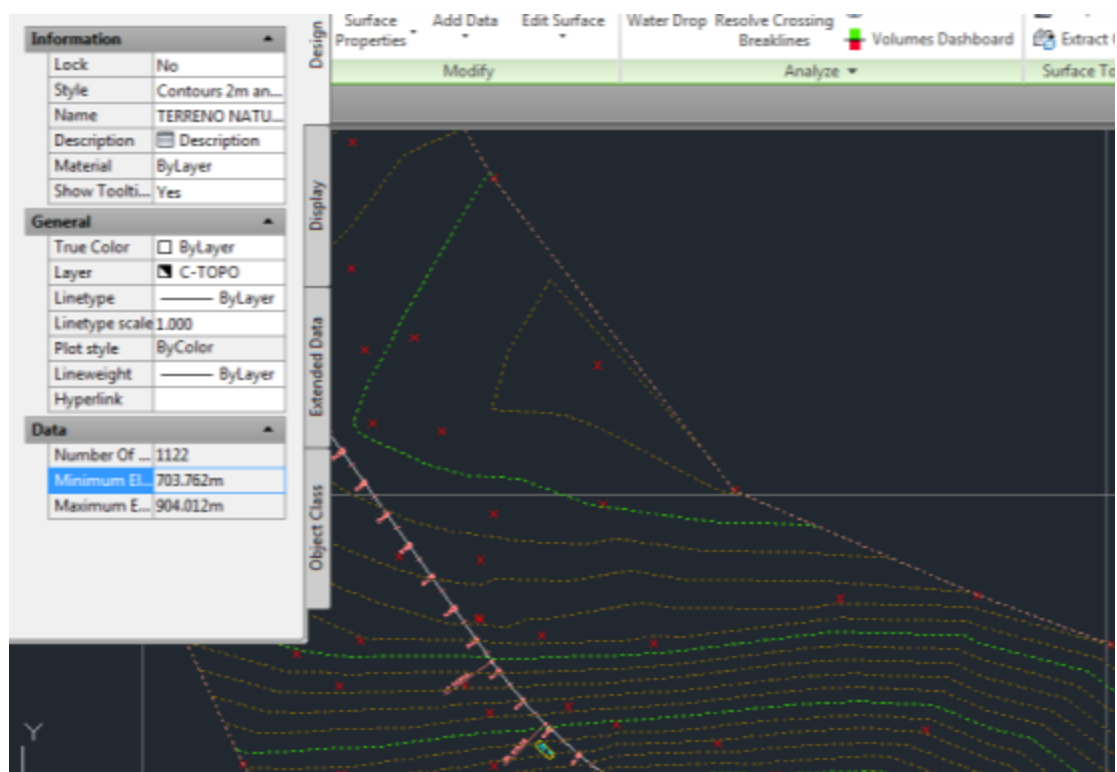 Information
Lock No
Style Contours 2m an...
Name TERRENO NATU...
Description Description
Material ByLayer
Show Toolti... Yes
General
True Color ByLayer
Layer C-TOPO
Linetype ByLayer
Linetype scale 1.000
Plot style ByColor
Lineweight ByLayer
Hyperlink
Data
Number Of ... 1122
Minimum El... 703.762m
Maximum E... 904.012m
Design
Display
Extended Data
Object Class
Surface
Properties
Add Data
Edit Surface
Modify
Water Drop
Resolve Crossing
Breaklines
Volumes Dashboard
Analyze
Extract
Surface To
Y